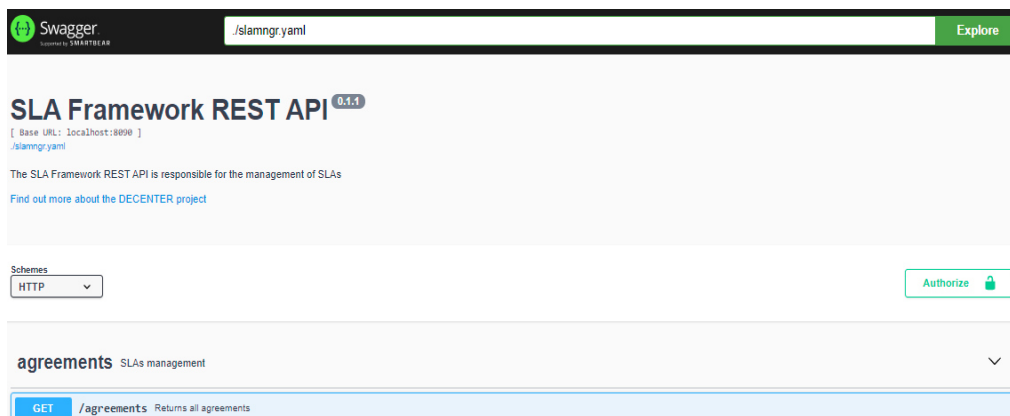 Swagger.
Supported by SMARTBEAR
./slamngr.yaml
Explore
SLA Framework REST API 0.1.1
[ Base URL: localhost:8090 ]
./slamngr.yaml
The SLA Framework REST API is responsible for the management of SLAs
Find out more about the DECENTER project
Schemes
HTTP
Authorize
agreements SLAs management
GET /agreements Returns all agreements